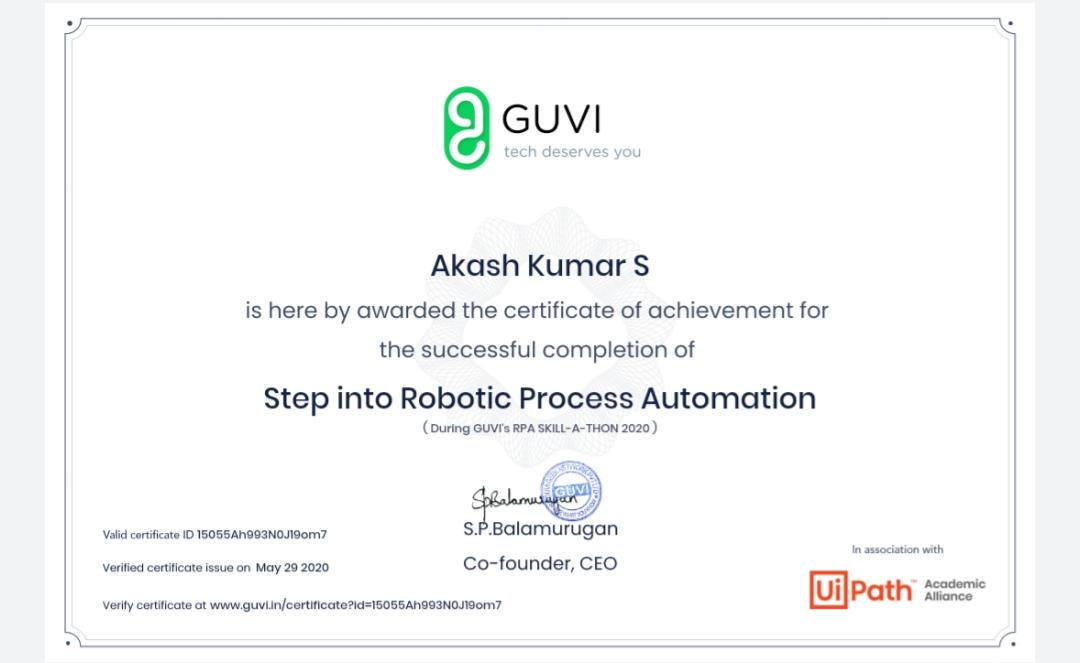 GUVI
tech deserves you
Akash Kumar S
is here by awarded the certificate of achievement for
the successful completion of
Step into Robotic Process Automation
( During GUVI's RPA SKILL-A-THON 2020 )
SpBalamurugan
GUVI
S.P.Balamurugan
Co-founder, CEO
Valid certificate ID 15055Ah993N0J19om7
Verified certificate issue on May 29 2020
Verify certificate at www.guvi.in/certificate?id=15055Ah993N0J19om7
In association with
UiPath™ Academic
Alliance